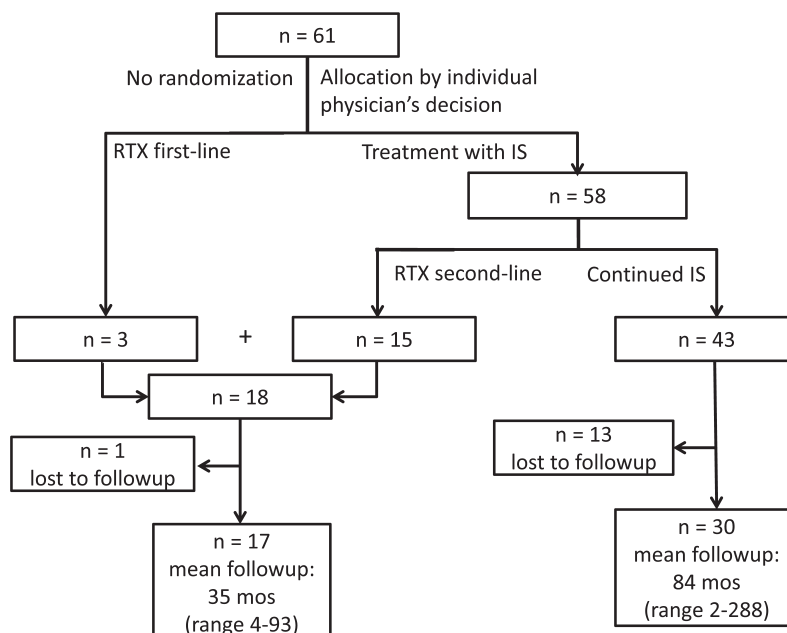 n = 61
No randomization
Allocation by individual
physician's decision
RTX first-line
Treatment with IS
n = 58
RTX second-line
Continued IS
n = 3
+
n = 15
n = 43
n = 18
n = 1
lost to followup
n = 13
lost to followup
n = 17
mean followup:
35 mos
(range 4-93)
n = 30
mean followup:
84 mos
(range 2-288)